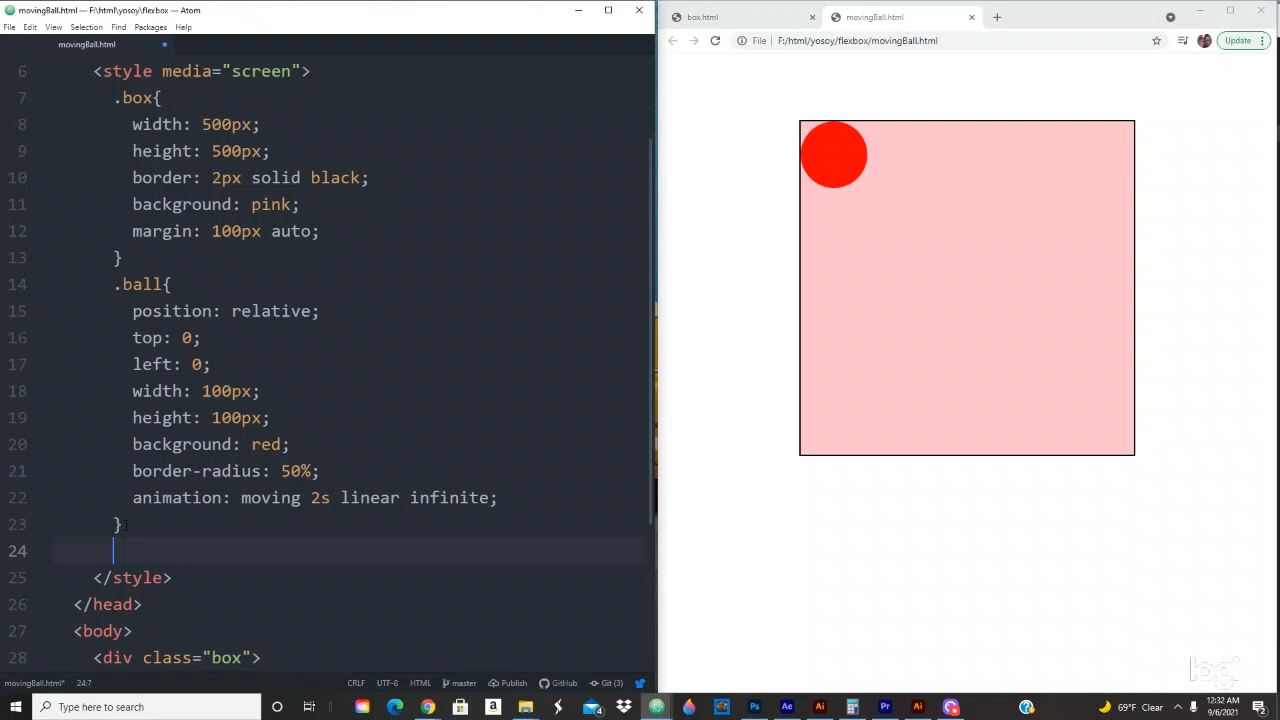 movingBall.html — F:\html\yosoy\flexbox — Atom
File Edit View Selection Find Packages Help
movingBall.html
6 <style media="screen">
7 .box{
8 width: 500px;
9 height: 500px;
10 border: 2px solid black;
11 background: pink;
12 margin: 100px auto;
13 }
14 .ball{
15 position: relative;
16 top: 0;
17 left: 0;
18 width: 100px;
19 height: 100px;
20 background: red;
21 border-radius: 50%;
22 animation: moving 2s linear infinite;
23 }
24
25 </style>
26 </head>
27 <body>
28 <div class="box">
movingBall.html* 24:7 CRLF UTF-8 HTML master Publish GitHub Git (3)
box.html movingBall.html
File F:/html/yosoy/flexbox/movingBall.html Update
Type here to search
4
Ps Ae Ai Pr Ai
69°F Clear
12:32 AM
9/6/2021